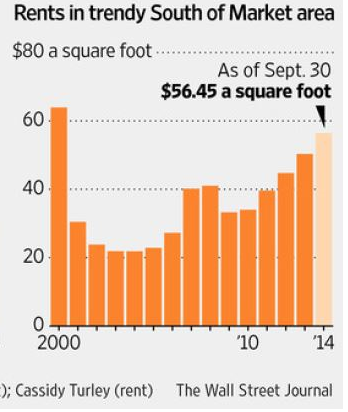 Rents in trendy South of Market area
$80 a square foot
As of Sept. 30
$56.45 a square foot
60
40
20
0
2000 '10 '14
); Cassidy Turley (rent) The Wall Street Journal